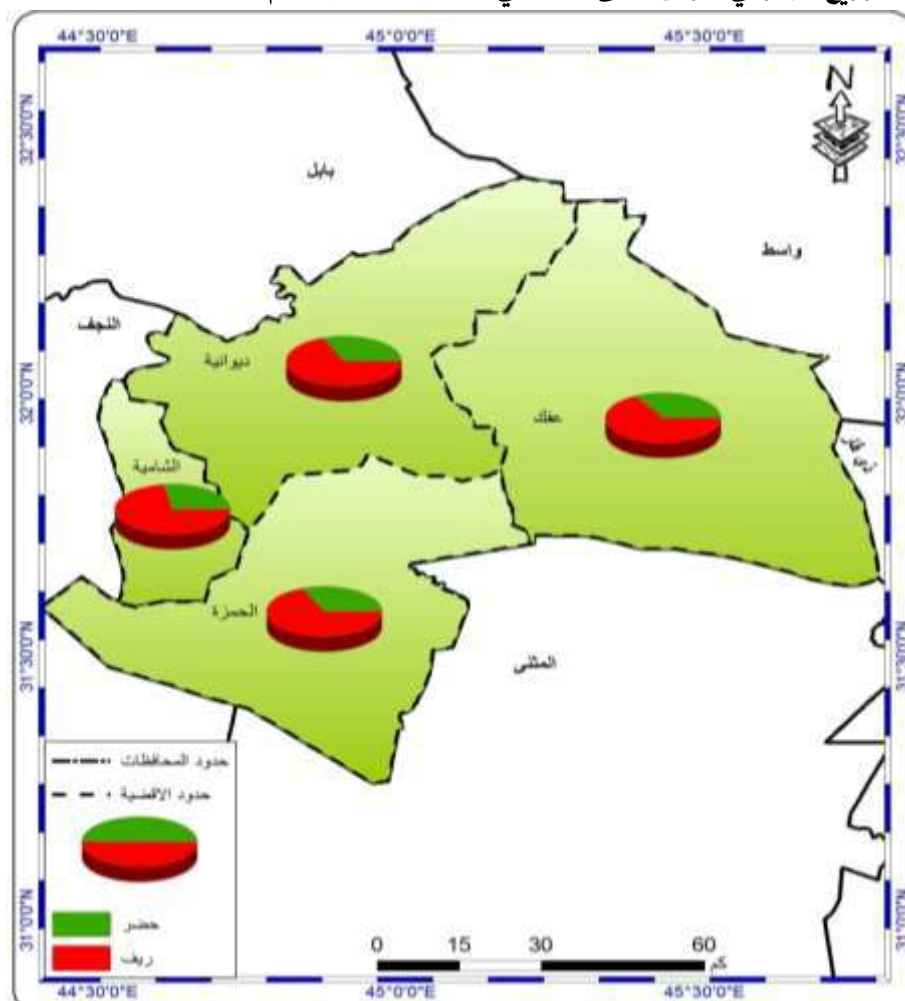 44°30'0"E 45°0'0"E 45°30'0"E
32°30'0"N
بابل
واسط
النجف
ديوانية
32°0'0"N
عفك
الشامية
الحمزة
31°30'0"N
المثنى
حدود المحافظات
حدود الاقضية
حضر
ريف
31°0'0"N
0 15 30 60
كم
44°30'0"E 45°0'0"E 45°30'0"E